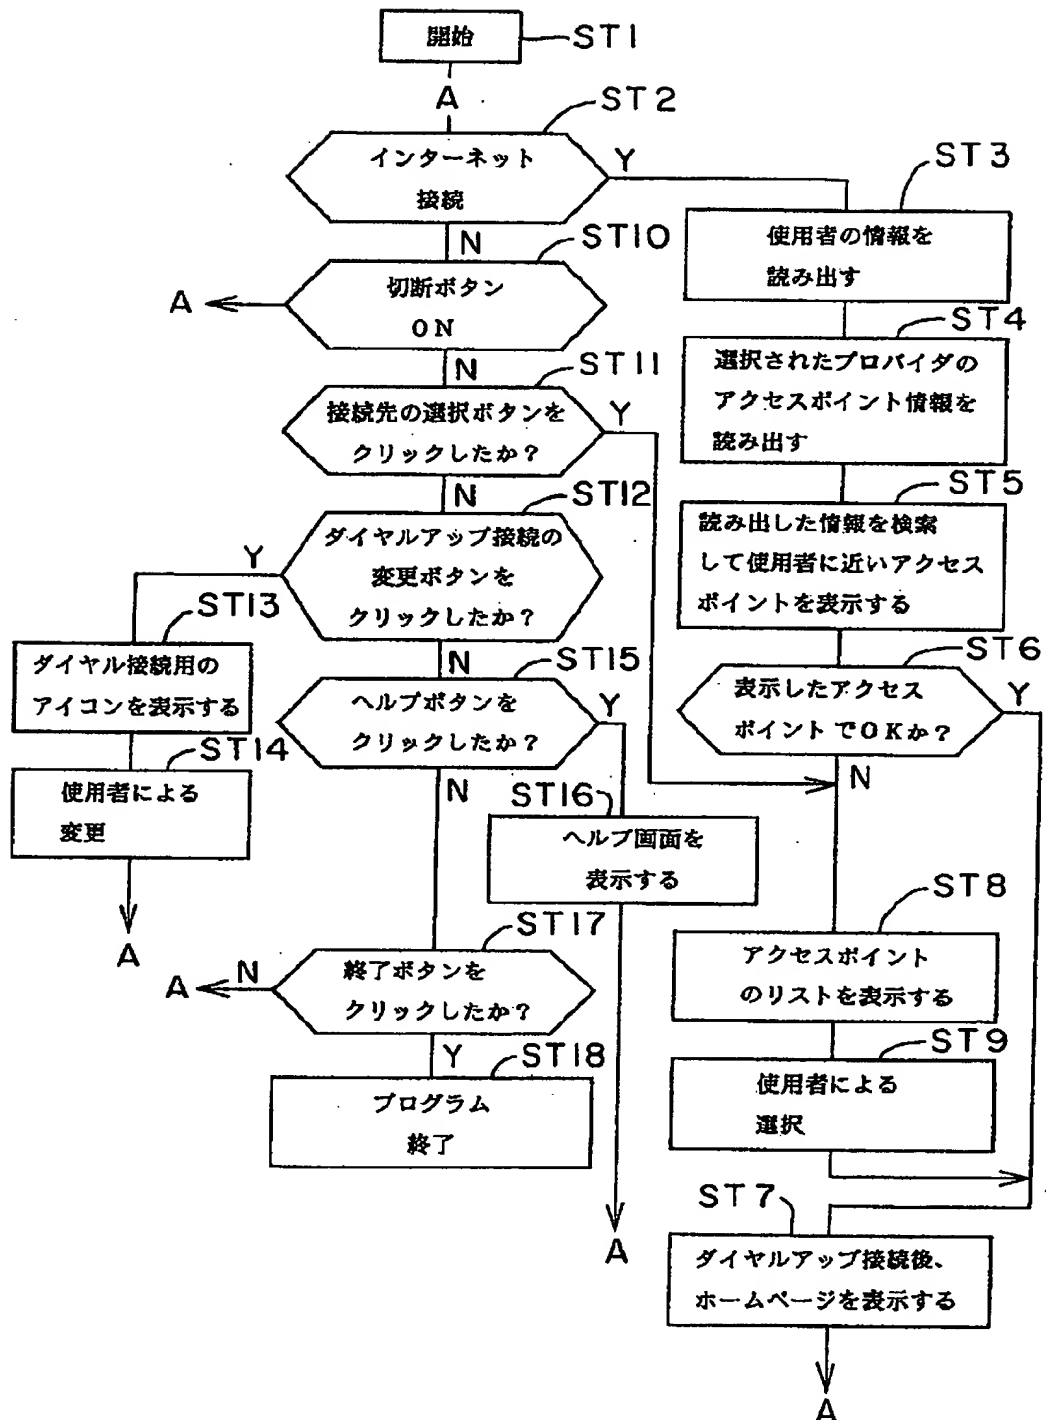 開始
ST1
A
ST2
インターネット
接続
Y
ST3
使用者の情報を
読み出す
N
ST10
切断ボタン
ON
A
ST4
選択されたプロバイダの
アクセスポイント情報を
読み出す
N
ST11
接続先の選択ボタンを
クリックしたか?
Y
ST5
読み出した情報を検索
して使用者に近いアクセス
ポイントを表示する
N
ST12
ダイヤルアップ接続の
変更ボタンを
クリックしたか?
Y
ST13
ダイヤル接続用の
アイコンを表示する
ST14
使用者による
変更
A
N
ST15
ヘルプボタンを
クリックしたか?
Y
ST6
表示したアクセス
ポイントでOKか?
Y
N
N
ST16
ヘルプ画面を
表示する
A
ST8
アクセスポイント
のリストを表示する
ST17
終了ボタンを
クリックしたか?
N
A
Y
ST18
プログラム
終了
ST9
使用者による
選択
ST7
ダイヤルアップ接続後、
ホームページを表示する
A